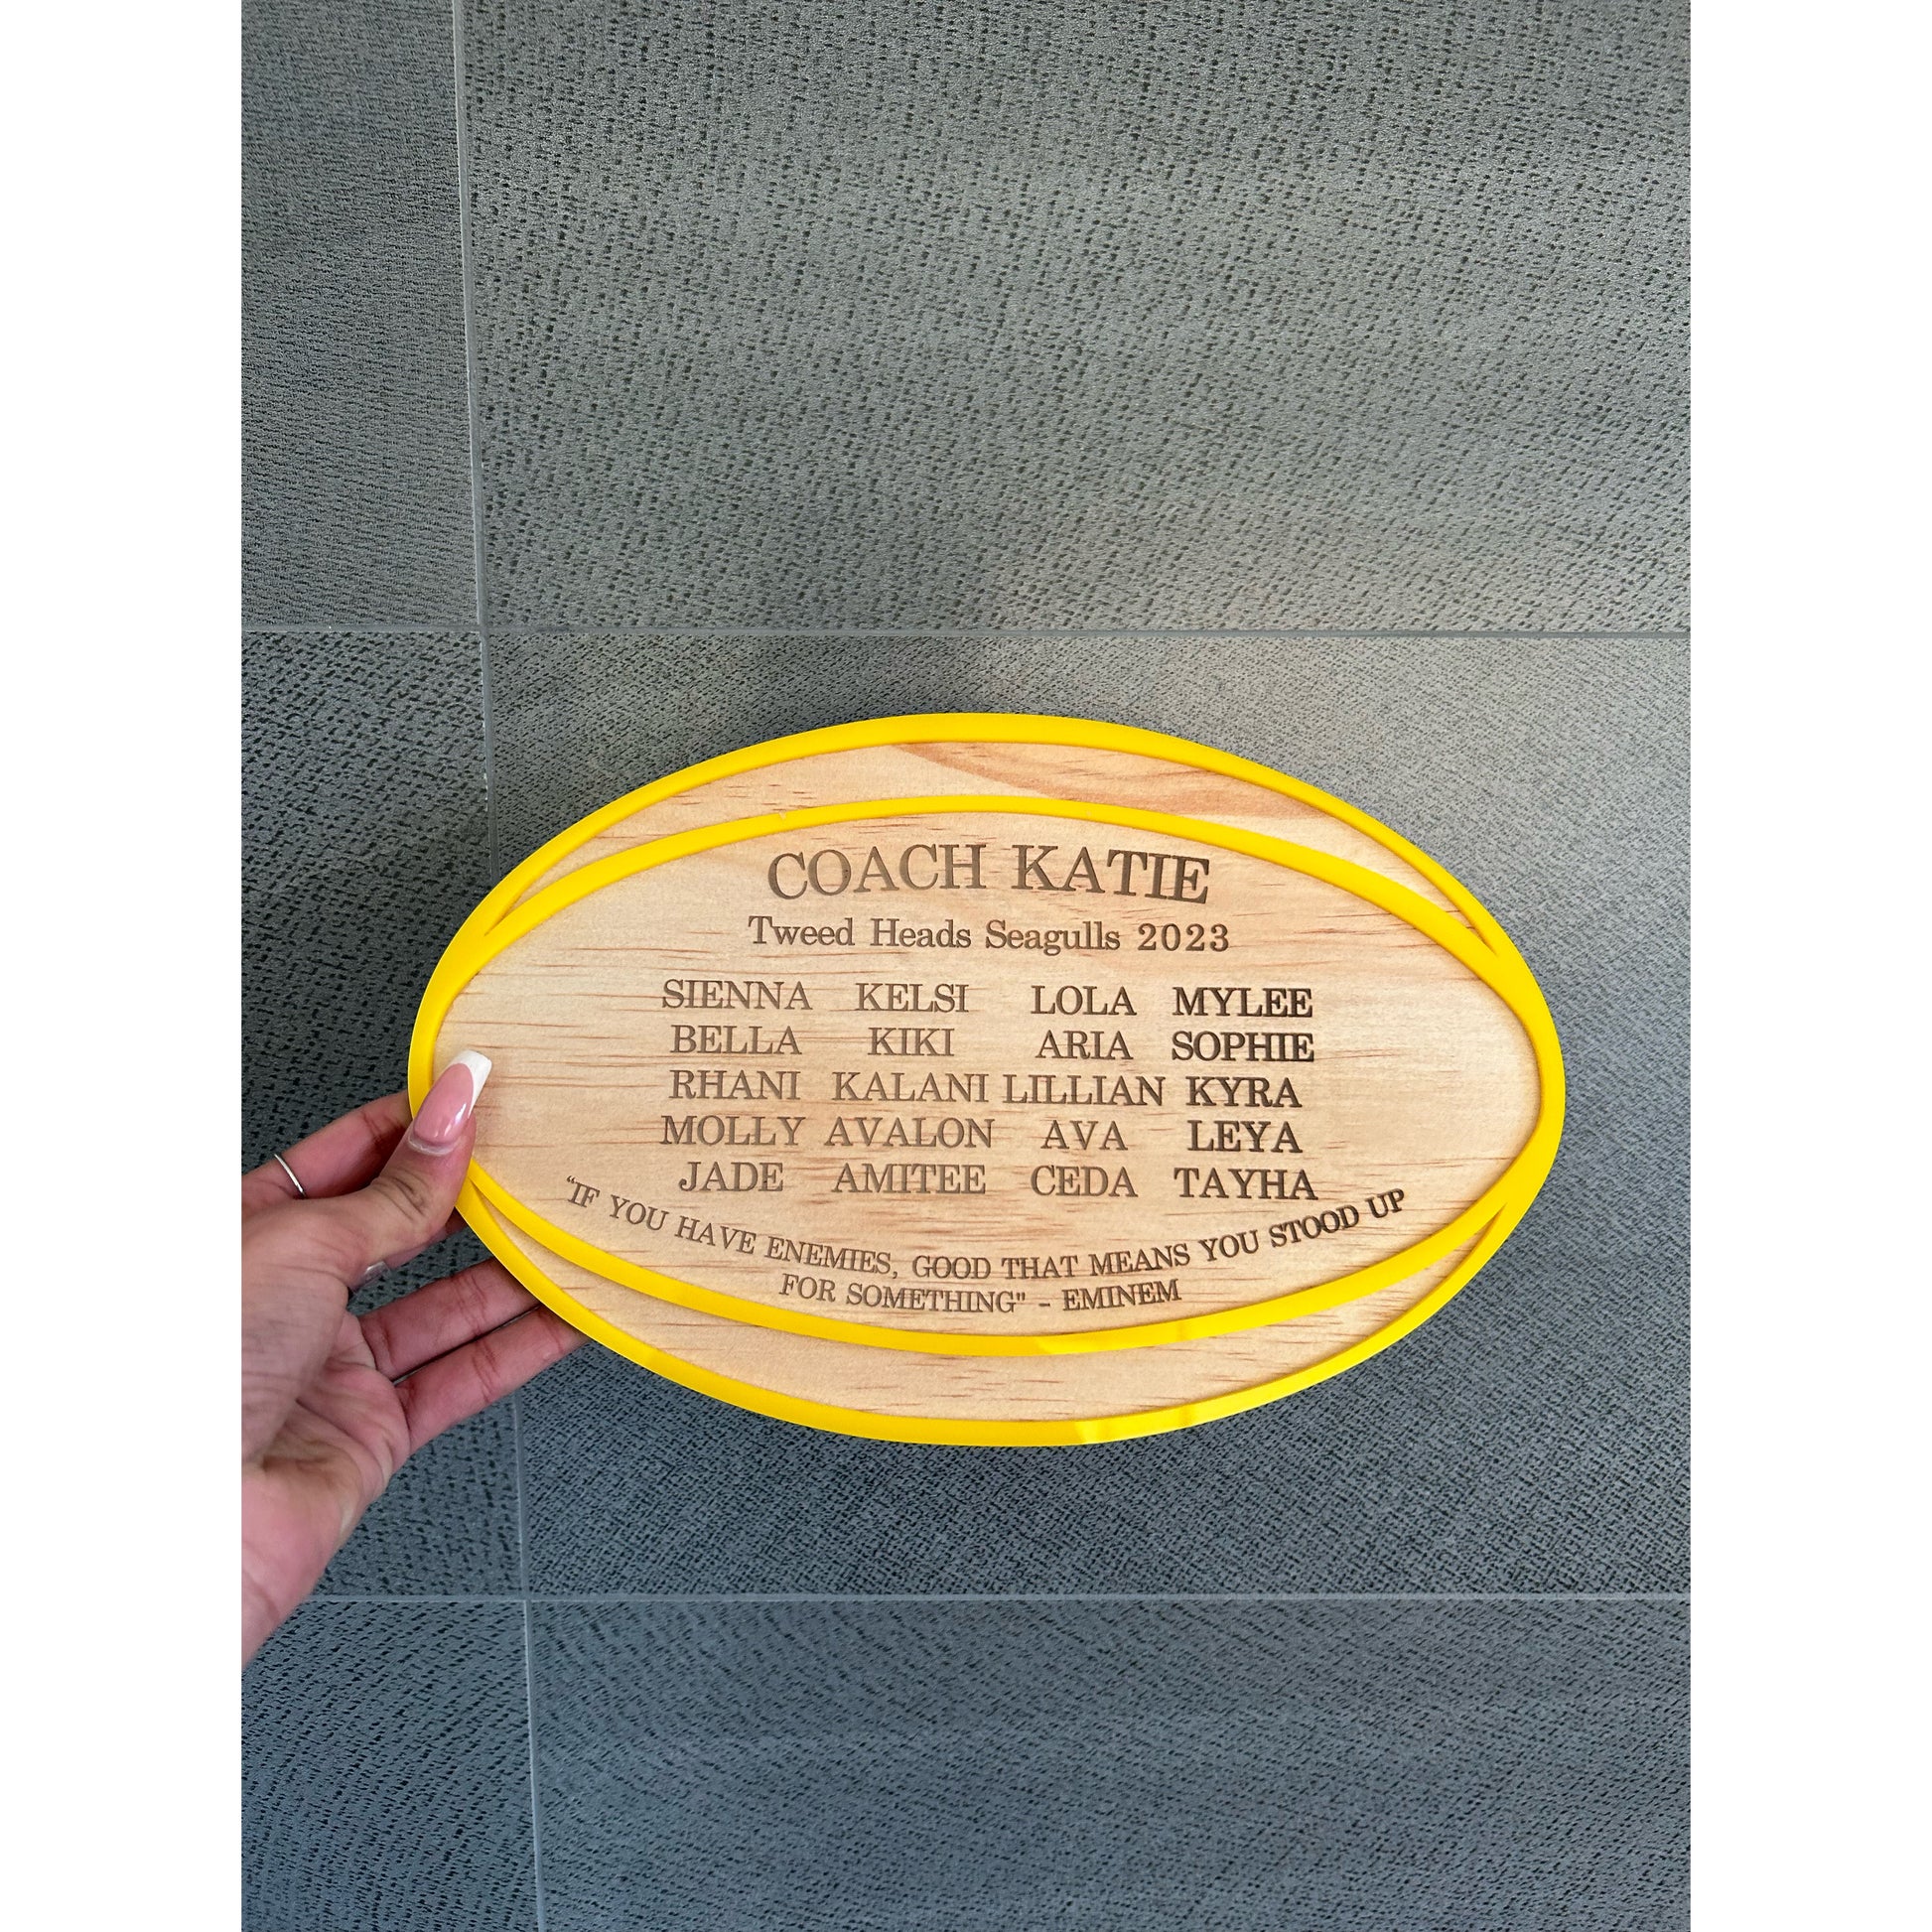 COACH KATIE
Tweed Heads Seagulls 2023
SIENNA KELSI LOLA MYLEE
BELLA KIKI ARIA SOPHIE
RHANI KALANI LILLIAN KYRA
MOLLY AVALON AVA LEYA
JADE AMITEE CEDA TAYHA
“IF YOU HAVE ENEMIES, GOOD THAT MEANS YOU STOOD UP
FOR SOMETHING" - EMINEM